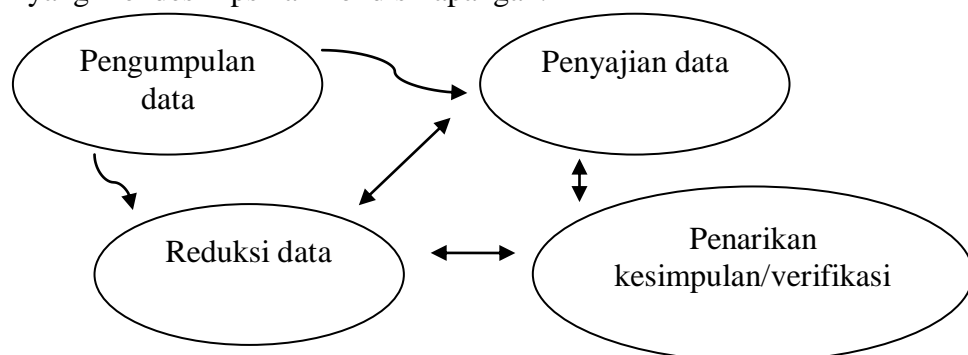 Pengumpulan
data
Penyajian data
Reduksi data
Penarikan
kesimpulan/verifikasi